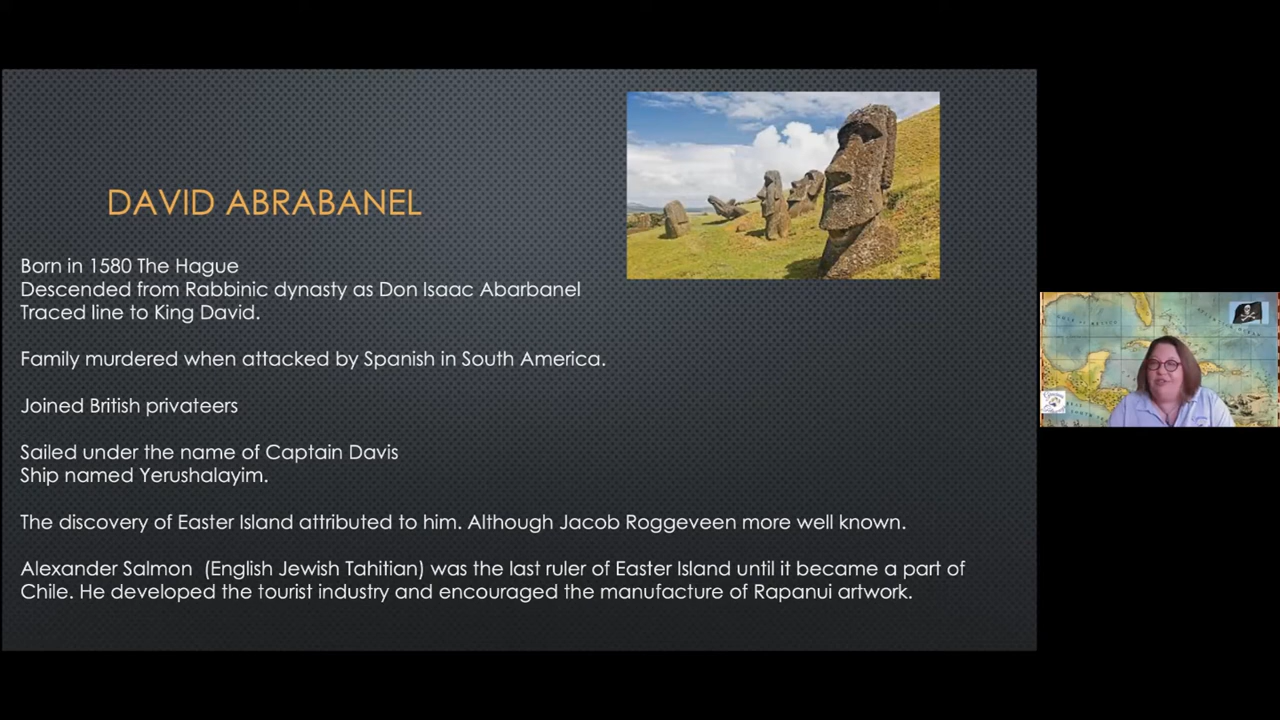 DAVID ABRABANEL
Born in 1580 The Hague
Descended from Rabbinic dynasty as Don Isaac Abarbanel
Traced line to King David.
Family murdered when attacked by Spanish in South America.
Joined British privateers
Sailed under the name of Captain Davis
Ship named Yerushalayim.
The discovery of Easter Island attributed to him. Although Jacob Roggeveen more well known.
Alexander Salmon  (English Jewish Tahitian) was the last ruler of Easter Island until it became a part of
Chile. He developed the tourist industry and encouraged the manufacture of Rapanui artwork.